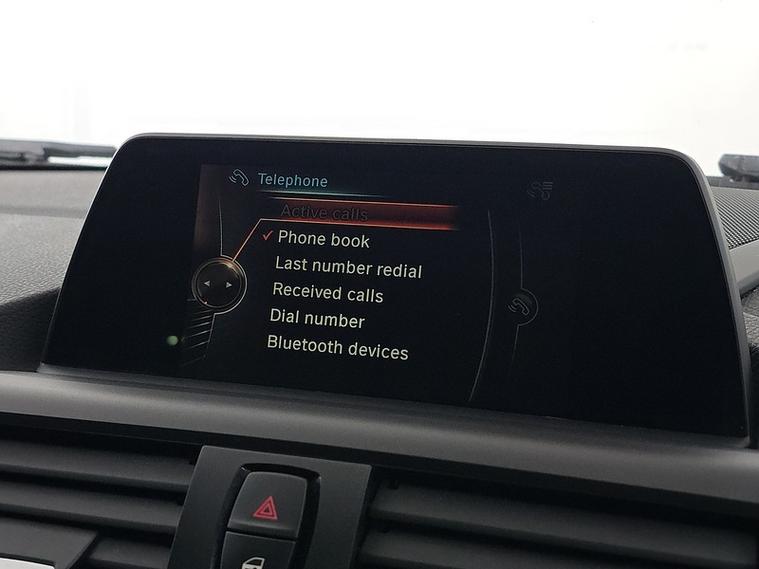 Telephone
Active calls
Phone book
Last number redial
Received calls
Dial number
Bluetooth devices